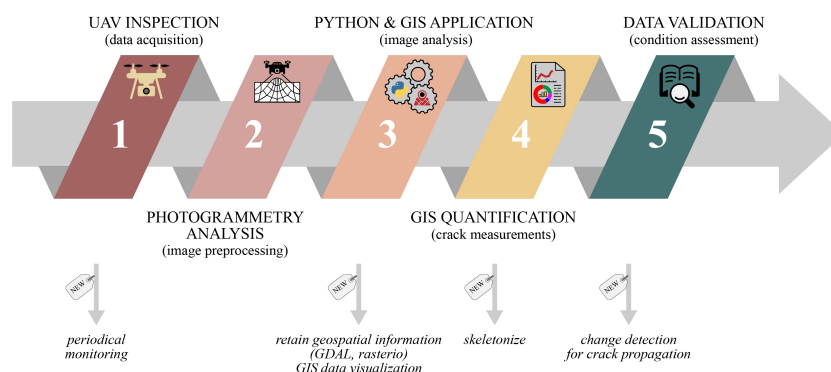 UAV INSPECTION
(data acquisition)
PYTHON & GIS APPLICATION
(image analysis)
DATA VALIDATION
(condition assessment)
1
2
3
4
5
PHOTOGRAMMETRY
ANALYSIS
(image preprocessing)
GIS QUANTIFICATION
(crack measurements)
NEW
periodical
monitoring
NEW
retain geospatial information
(GDAL, rasterio)
GIS data visualization
NEW
skeletonize
NEW
change detection
for crack propagation